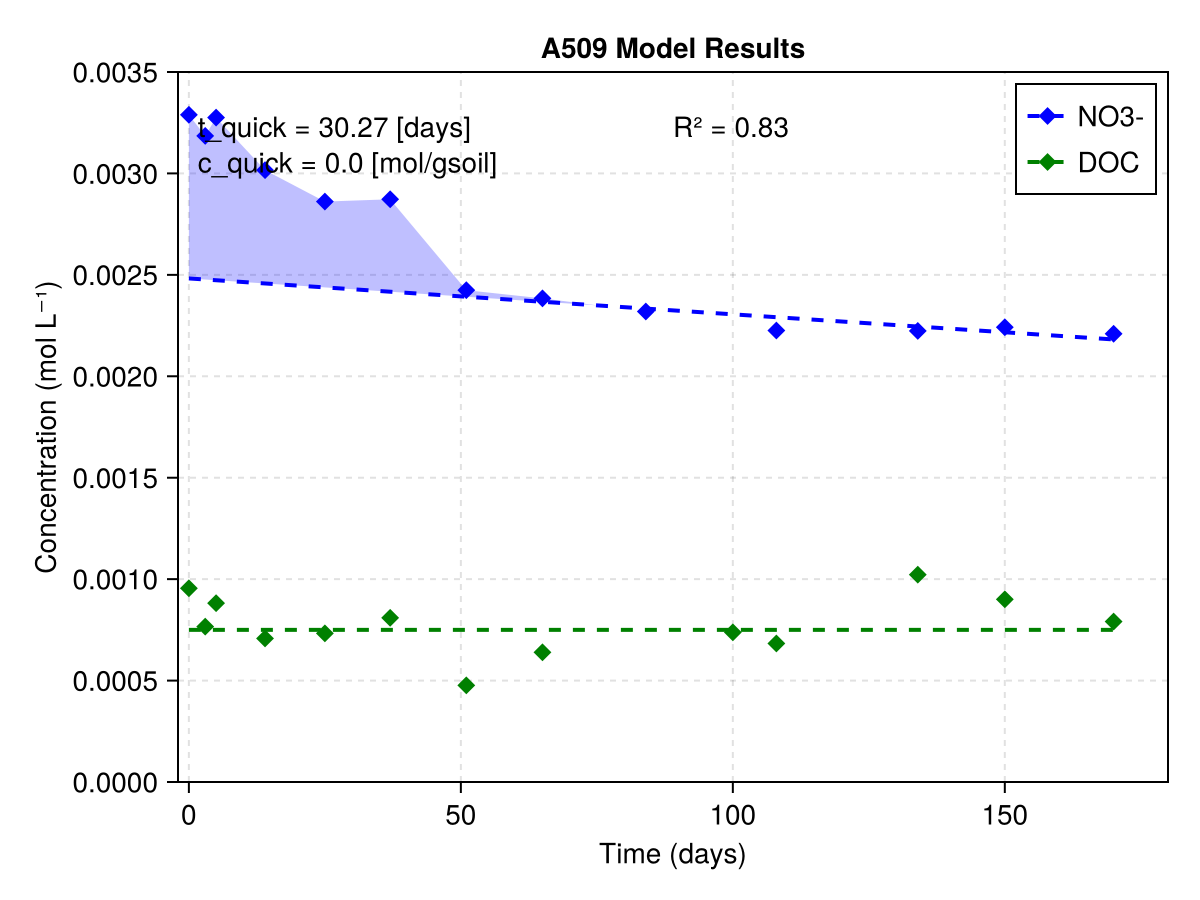 A509 Model Results
t_quick = 30.27 [days]
c_quick = 0.0 [mol/gsoil]
R² = 0.83
NO3-
DOC
Concentration (mol L⁻¹)
0.0035
0.0030
0.0025
0.0020
0.0015
0.0010
0.0005
0.0000
0
50
100
150
Time (days)